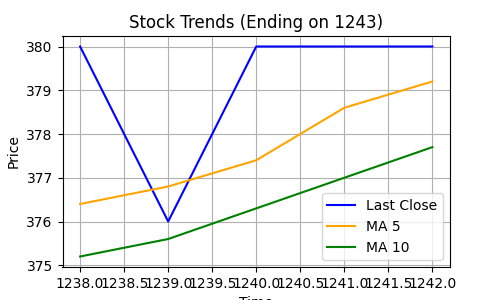 Stock Trends (Ending on 1243)
Price
380
379
378
377
376
375
Last Close
MA 5
MA 10
1238.0 1238.5 1239.0 1239.5 1240.0 1240.5 1241.0 1241.5 1242.0
Time